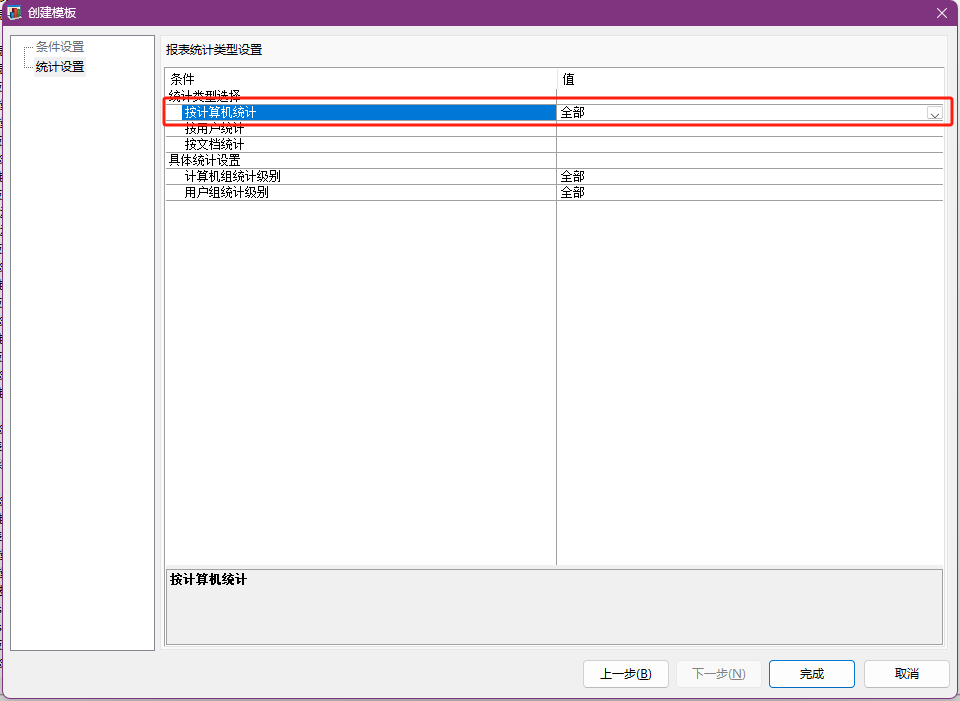 创建模板
条件设置
统计设置
报表统计类型设置
条件 值
统计类型选择
按计算机统计 全部
按用户统计
按文档统计
具体统计设置
计算机组统计级别 全部
用户组统计级别 全部
按计算机统计
上一步(B) 下一步(N) 完成 取消